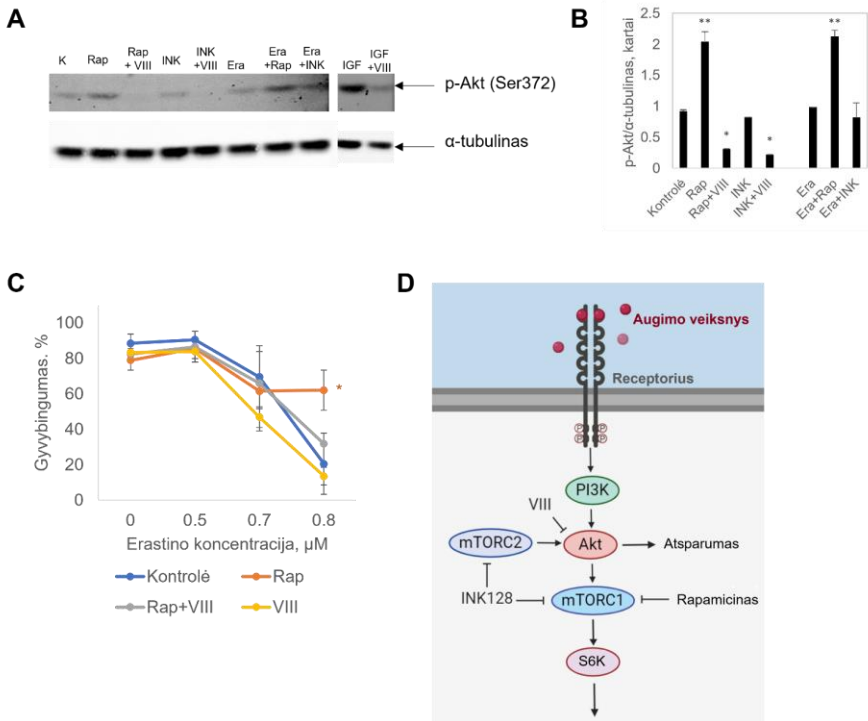 A
K
Rap
Rap
+ VIII
INK
INK
+VIII
Era
Era
+Rap
Era
+INK
IGF
IGF
+VIII
p-Akt (Ser372)
α-tubulinas
B
p-Akt/α-tubulinas, kartai
2.5
2
1.5
1
0.5
0
**
*
*
**
Kontrolė
Rap
Rap+VIII
INK
INK+VIII
Era
Era+Rap
Era+INK
C
Gyvybingumas. %
100
80
60
40
20
0
*
0
0.5
0.7
0.8
Erastino koncentracija, µM
Kontrolė
Rap
Rap+VIII
VIII
D
Augimo veiksnys
Receptorius
P P
P P
PI3K
VIII
mTORC2
Akt
Atsparumas
INK128
mTORC1
Rapamicinas
S6K